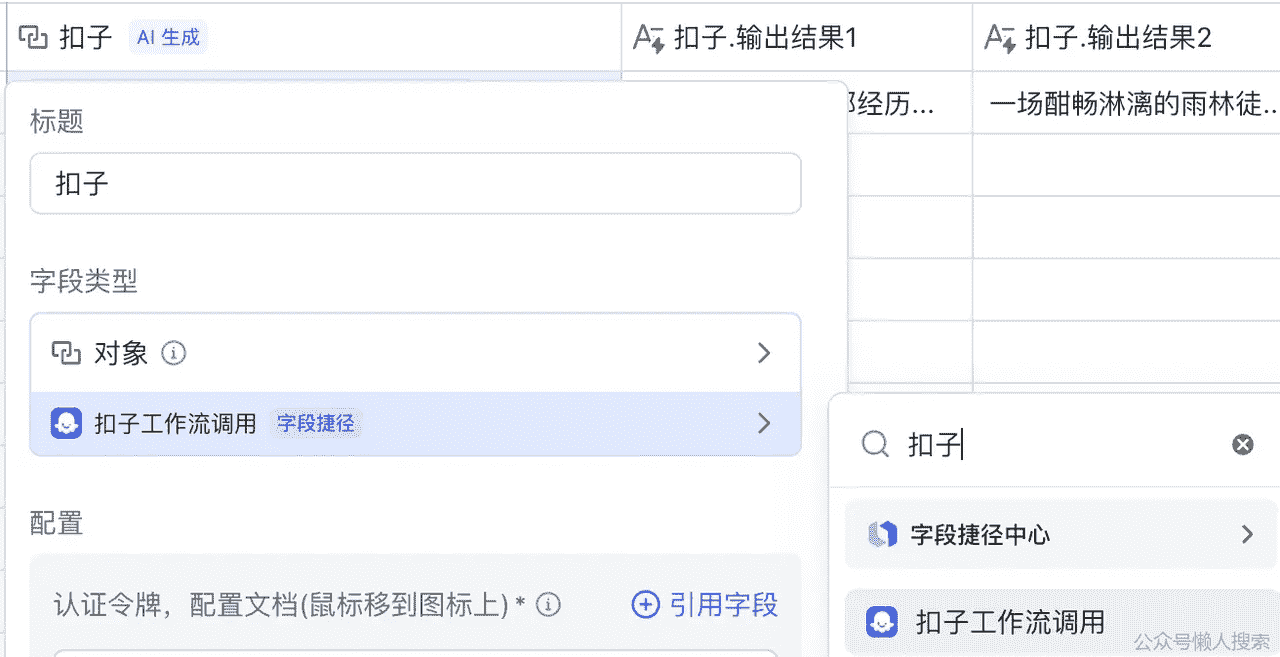 扣子 AI 生成 扣子.输出结果1 扣子.输出结果2
经历... 一场酣畅淋漓的雨林徒...
标题
扣子
字段类型
对象
扣子工作流调用 字段捷径
扣子
配置
字段捷径中心
认证令牌，配置文档(鼠标移到图标上) * 引用字段
扣子工作流调用
公众号懒人搜索